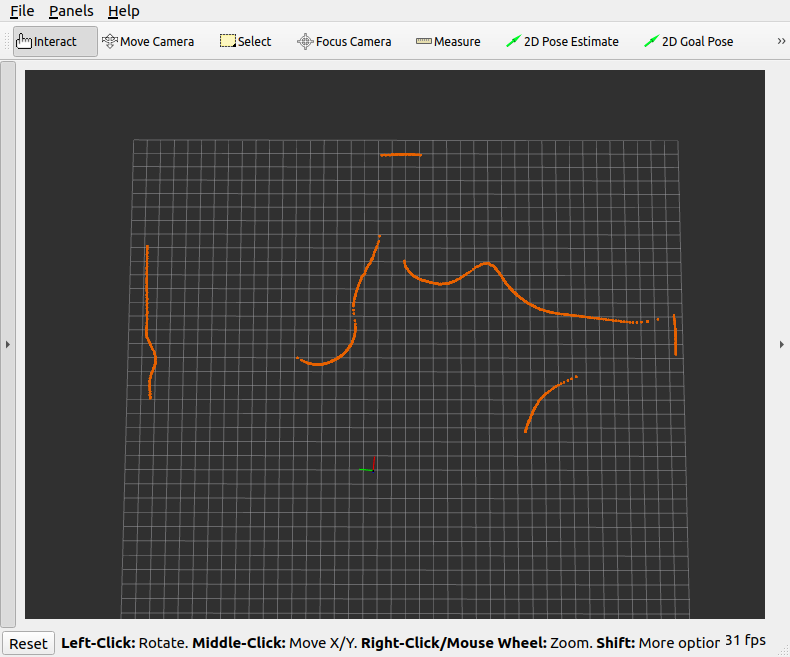 File Panels Help
Interact Move Camera Select Focus Camera Measure 2D Pose Estimate 2D Goal Pose »
Reset Left-Click: Rotate. Middle-Click: Move X/Y. Right-Click/Mouse Wheel: Zoom. Shift: More option 31 fps